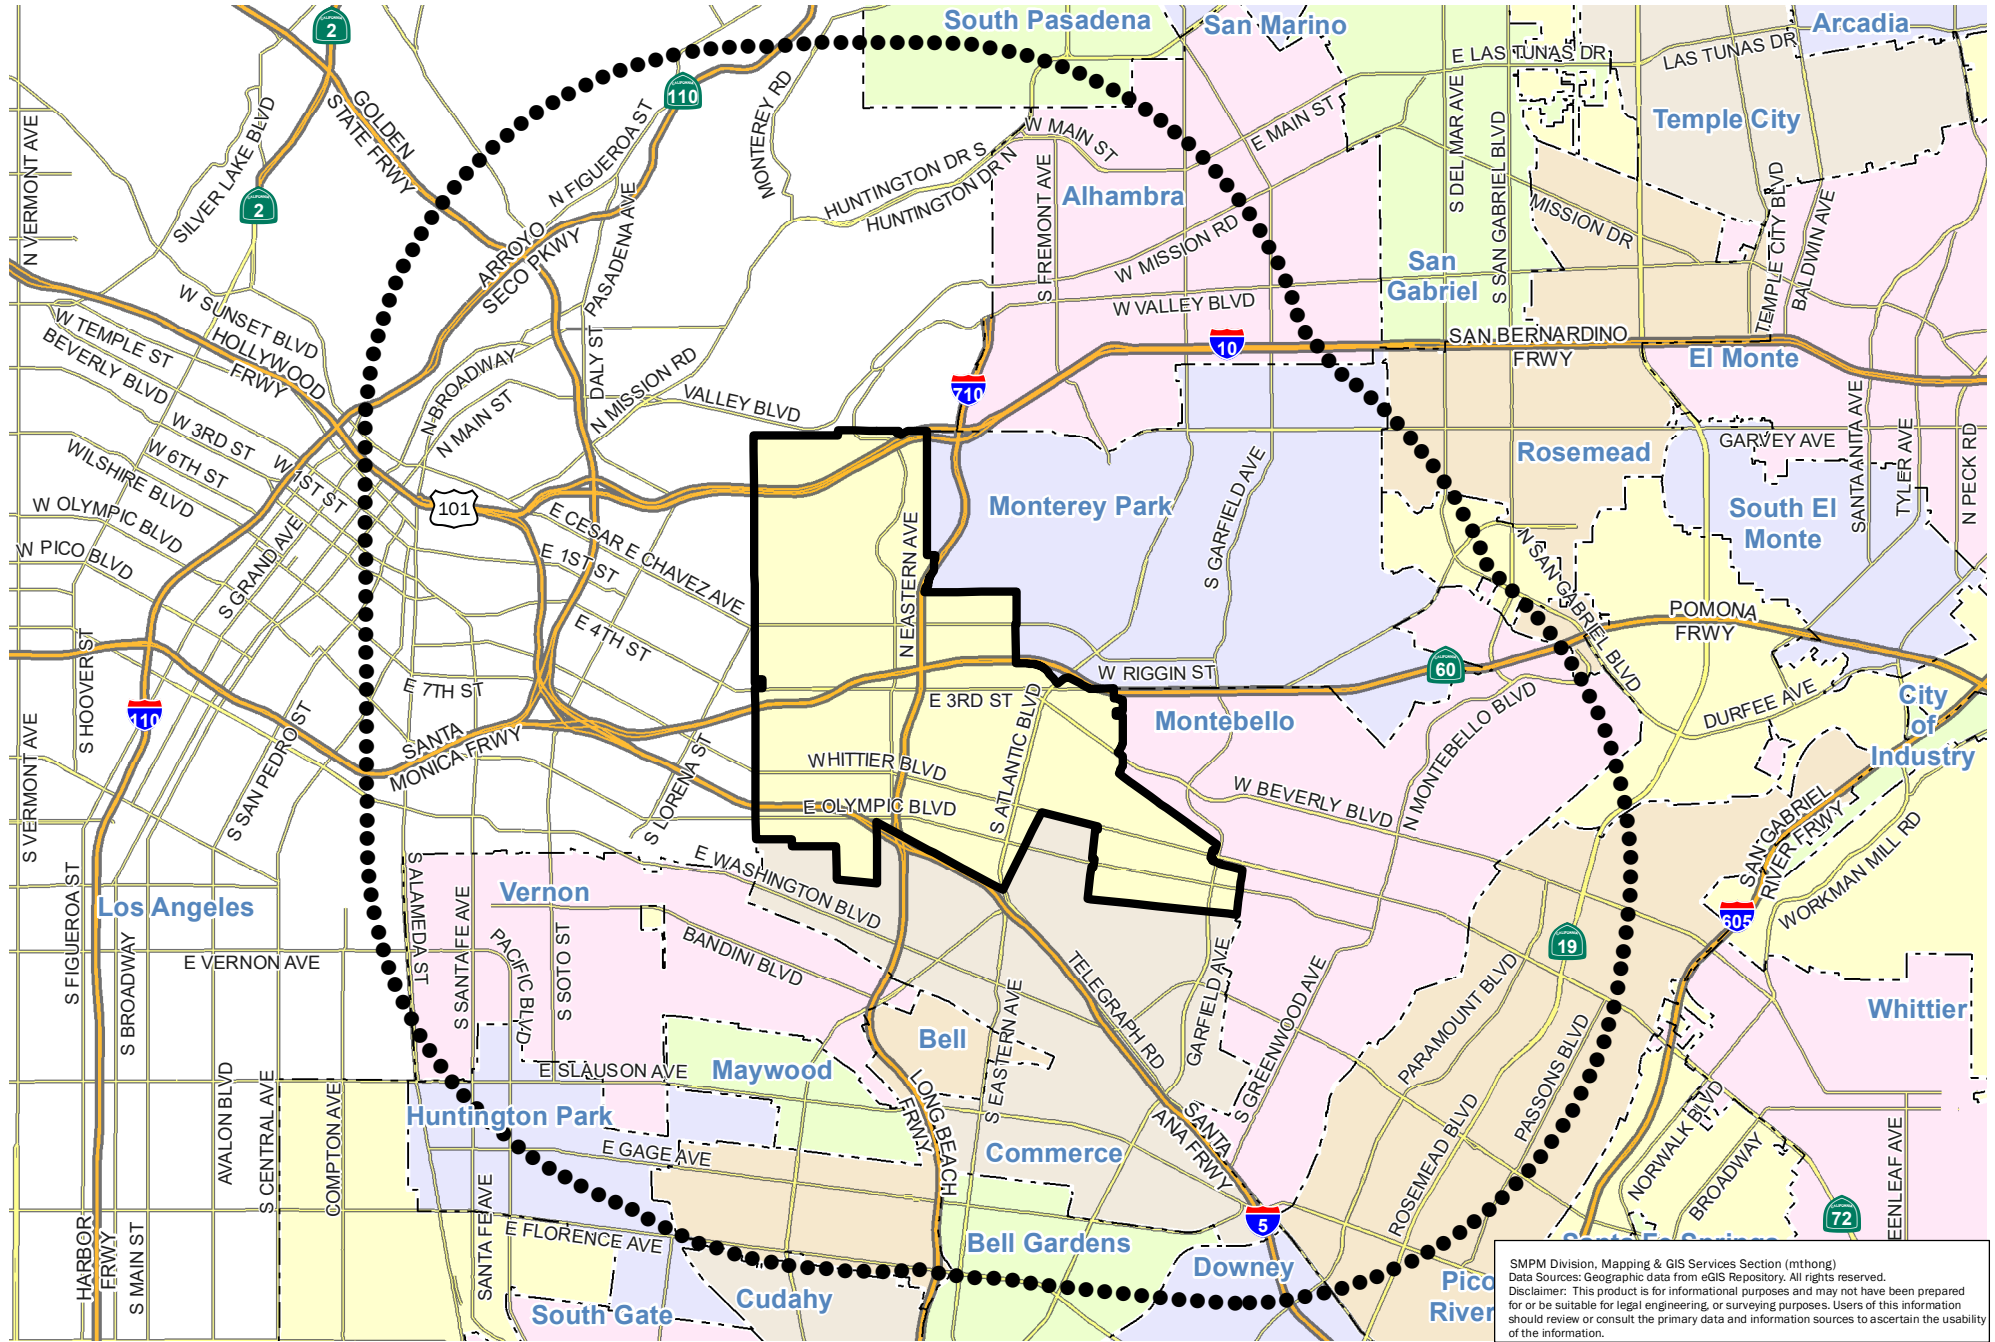 South Pasadena
San Marino
Arcadia
2
E LAS TUNAS DR
LAS TUNAS DR
110
GOLDEN
STATE FRWY
SILVER LAKE BLVD
N FIGUEROA ST
MONTEREY RD
W MAIN ST
E MAIN ST
S DEL MAR AVE
S SAN GABRIEL BLVD
Temple City
N VERMONT AVE
2
HUNTINGTON DR S
HUNTINGTON DR N
S FREMONT AVE
Alhambra
MISSION DR
TEMPLE CITY BLVD
BALDWIN AVE
ARROYO
SECO PKWY
PASADENA AVE
W MISSION RD
San
Gabriel
W VALLEY BLVD
W SUNSET BLVD
HOLLYWOOD
FRWY
W TEMPLE ST
BEVERLY BLVD
N BROADWAY
N MAIN ST
DALY ST
N MISSION RD
VALLEY BLVD
710
10
SAN BERNARDINO
FRWY
El Monte
W 3RD ST
W 6TH ST
W 1ST ST
WILSHIRE BLVD
W OLYMPIC BLVD
W PICO BLVD
101
Rosemead
GARVEY AVE
SANTA ANITA AVE
TYLER AVE
N PECK RD
South El
Monte
Monterey Park
S GARFIELD AVE
E CESAR E CHAVEZ AVE
E 1ST ST
E 4TH ST
N EASTERN AVE
S GRAND AVE
N SAN GABRIEL BLVD
POMONA
FRWY
S HOOVER ST
E 7TH ST
W RIGGIN ST
60
E 3RD ST
S ATLANTIC BLVD
Montebello
N MONTEBELLO BLVD
DURFEE AVE
City
of
Industry
110
S VERMONT AVE
S SAN PEDRO ST
SANTA
MONICA FRWY
S LORENA ST
WHITTIER BLVD
E OLYMPIC BLVD
W BEVERLY BLVD
SAN GABRIEL
RIVER FRWY
WORKMAN MILL RD
605
Los Angeles
S FIGUEROA ST
S BROADWAY
E VERNON AVE
S ALAMEDA ST
S SANTA FE AVE
Vernon
PACIFIC BLVD
S SOTO ST
E WASHINGTON BLVD
BANDINI BLVD
TELEGRAPH RD
GARFIELD AVE
S GREENWOOD AVE
19
PARAMOUNT BLVD
PASSONS BLVD
ROSEMEAD BLVD
Whittier
Bell
S EASTERN AVE
E SLAUSON AVE
Maywood
LONG BEACH
FRWY
AVALON BLVD
S CENTRAL AVE
COMPTON AVE
Huntington Park
E GAGE AVE
Commerce
SANTA
ANA FRWY
NORWALK BLVD
BROADWAY
EENLEAF AVE
72
HARBOR
FRWY
S MAIN ST
SANTA FE AVE
E FLORENCE AVE
South Gate
Cudahy
Bell Gardens
Downey
5
Pico
River
SMPM Division, Mapping & GIS Services Section (mthong)
Data Sources: Geographic data from eGIS Repository. All rights reserved.
Disclaimer: This product is for informational purposes and may not have been prepared
for or be suitable for legal engineering, or surveying purposes. Users of this information
should review or consult the primary data and information sources to ascertain the usability
of the information.